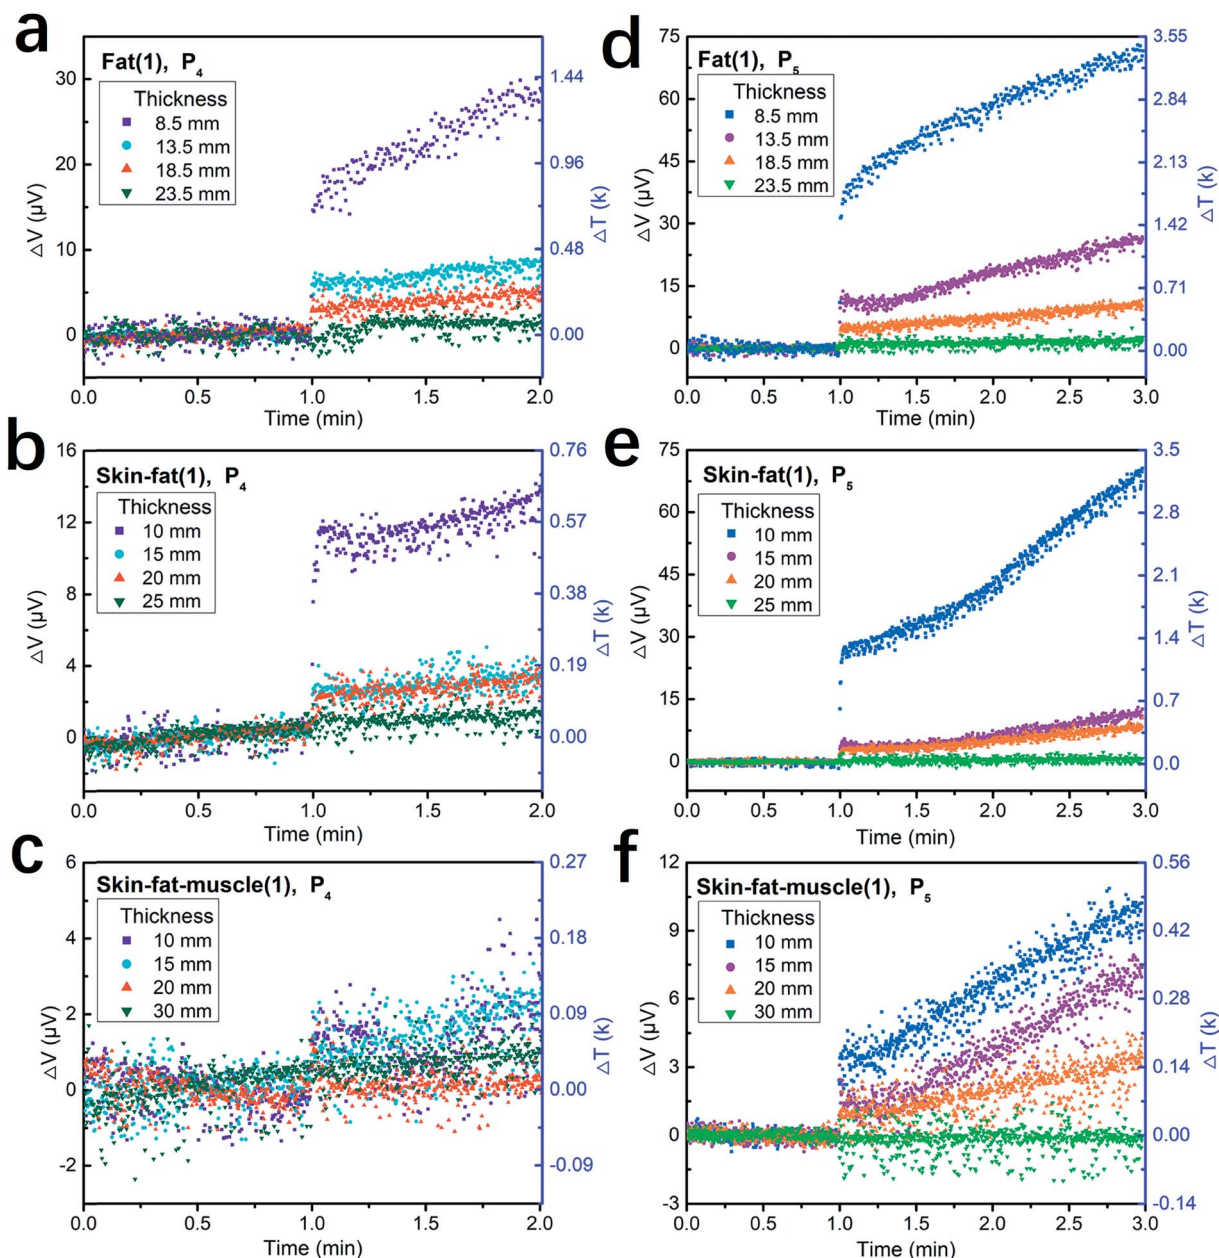 a
Fat(1), P4
Thickness
8.5 mm
13.5 mm
18.5 mm
23.5 mm
30
20
10
0
△V (µV)
1.44
0.96
0.48
0.00
△T (k)
0.0 0.5 1.0 1.5 2.0
Time (min)
d
Fat(1), P5
Thickness
8.5 mm
13.5 mm
18.5 mm
23.5 mm
75
60
45
30
15
0
△V (µV)
3.55
2.84
2.13
1.42
0.71
0.00
△T (k)
0.0 0.5 1.0 1.5 2.0 2.5 3.0
Time (min)
b
Skin-fat(1), P4
Thickness
10 mm
15 mm
20 mm
25 mm
16
12
8
4
0
△V (µV)
0.76
0.57
0.38
0.19
0.00
△T (k)
0.0 0.5 1.0 1.5 2.0
Time (min)
e
Skin-fat(1), P5
Thickness
10 mm
15 mm
20 mm
25 mm
75
60
45
30
15
0
△V (µV)
3.5
2.8
2.1
1.4
0.7
0.0
△T (k)
0.0 0.5 1.0 1.5 2.0 2.5 3.0
Time (min)
c
Skin-fat-muscle(1), P4
Thickness
10 mm
15 mm
20 mm
30 mm
6
4
2
0
-2
△V (µV)
0.27
0.18
0.09
0.00
-0.09
△T (k)
0.0 0.5 1.0 1.5 2.0
Time (min)
f
Skin-fat-muscle(1), P5
Thickness
10 mm
15 mm
20 mm
30 mm
12
9
6
3
0
-3
△V (µV)
0.56
0.42
0.28
0.14
0.00
-0.14
△T (k)
0.0 0.5 1.0 1.5 2.0 2.5 3.0
Time (min)